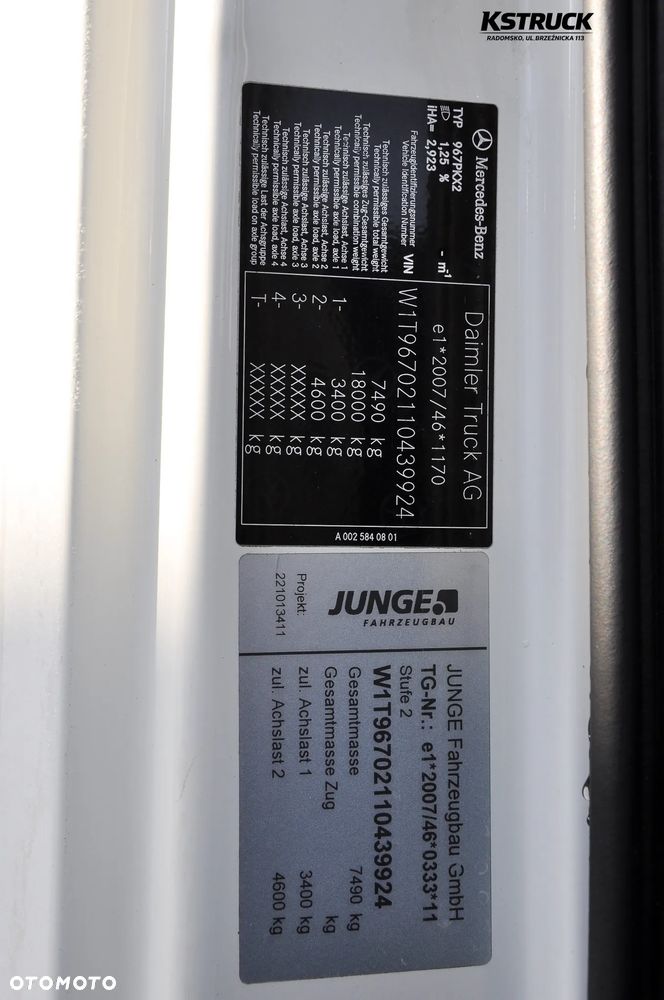 KSTRUCK
RADOMSKO, UL. BRZEŹNICKA 113
Mercedes-Benz
Daimler Truck AG
TYP 967PKX2
1,25 % - m⁻¹
iHA= 2,923
e1*2007/46*1170
Fahrzeugidentifizierungsnummer
Vehicle Identification Number VIN W1T96702110439924
Technisch zulässiges Gesamtgewicht
Technically permissible total weight 7490 kg
Technisch zulässiges Zug-Gesamtgewicht
Technically permissible combination weight 18000 kg
Technisch zulässige Achslast, Achse 1
Technically permissible axle load, axle 1 1- 3400 kg
Technisch zulässige Achslast, Achse 2
Technically permissible axle load, axle 2 2- 4600 kg
Technisch zulässige Achslast, Achse 3
Technically permissible axle load, axle 3 3- XXXXX kg
Technisch zulässige Achslast, Achse 4
Technically permissible axle load, axle 4 4- XXXXX kg
Technisch zulässige Last der Achsgruppe
Technically permissible load on axle group T- XXXXX kg
A 002 584 08 01
JUNGE
FAHRZEUGBAU
Projekt:
221013411
JUNGE Fahrzeugbau GmbH
TG-Nr.: e1*2007/46*0333*11
Stufe 2
W1T96702110439924
Gesamtmasse 7490 kg
Gesamtmasse Zug kg
zul. Achslast 1 3400 kg
zul. Achslast 2 4600 kg
OTOMOTO